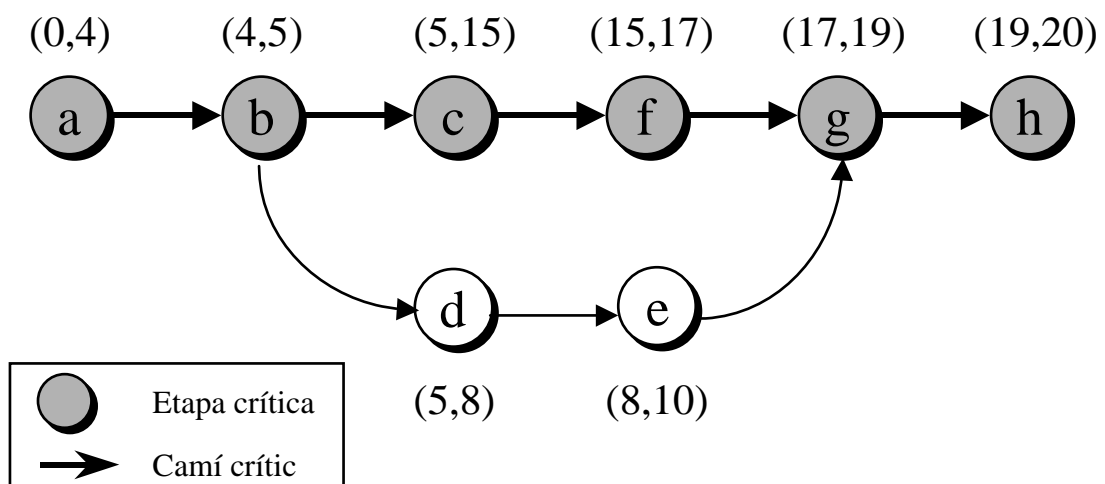 (0,4) (4,5) (5,15) (15,17) (17,19) (19,20)
a b c f g h
d e
(5,8) (8,10)
Etapa crítica
Camí crític